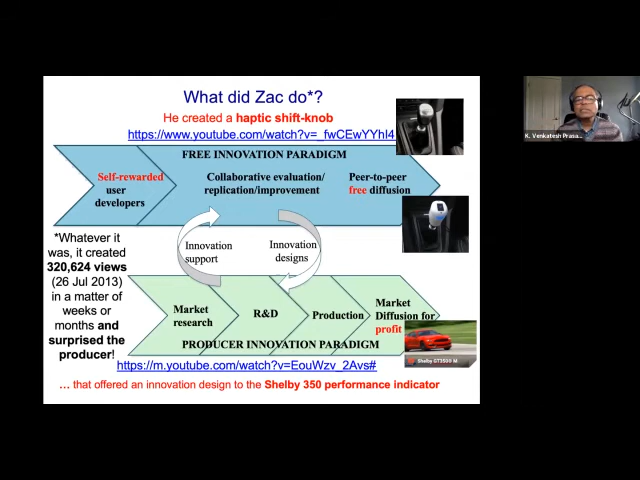 What did Zac do*?
He created a haptic shift-knob
https://www.youtube.com/watch?v=_fwCEwYYhI4
FREE INNOVATION PARADIGM
Self-rewarded
user
developers
Collaborative evaluation/
replication/improvement
Peer-to-peer
free diffusion
*Whatever it
was, it created
320,624 views
(26 Jul 2013)
in a matter of
weeks or
months and
surprised the
producer!
Innovation
support
Innovation
designs
Market
research
R&D
Production
Market
Diffusion for
profit
PRODUCER INNOVATION PARADIGM
Shelby GT350® M
https://m.youtube.com/watch?v=EouWzv_2Avs#
… that offered an innovation design to the Shelby 350 performance indicator
K. Venkatesh Prasa...